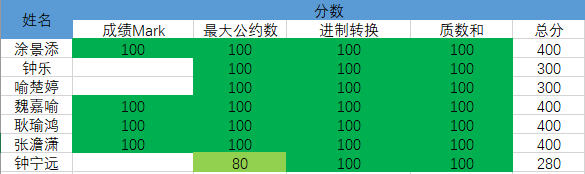 姓名 分数
成绩Mark 最大公约数 进制转换 质数和 总分
涂景添 100 100 100 100 400
钟乐 100 100 100 300
喻楚婷 100 100 100 300
魏嘉喻 100 100 100 100 400
耿瑜鸿 100 100 100 100 400
张澹潇 100 100 100 100 400
钟宁远 80 100 100 280